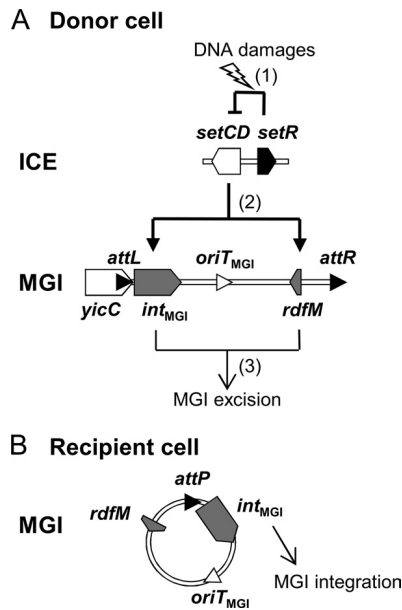 A Donor cell
DNA damages
(1)
setCD setR
ICE
(2)
attL oriTMGI attR
MGI
yicC intMGI rdfM
(3)
MGI excision
B Recipient cell
attP
MGI rdfM intMGI
oriTMGI
MGI integration